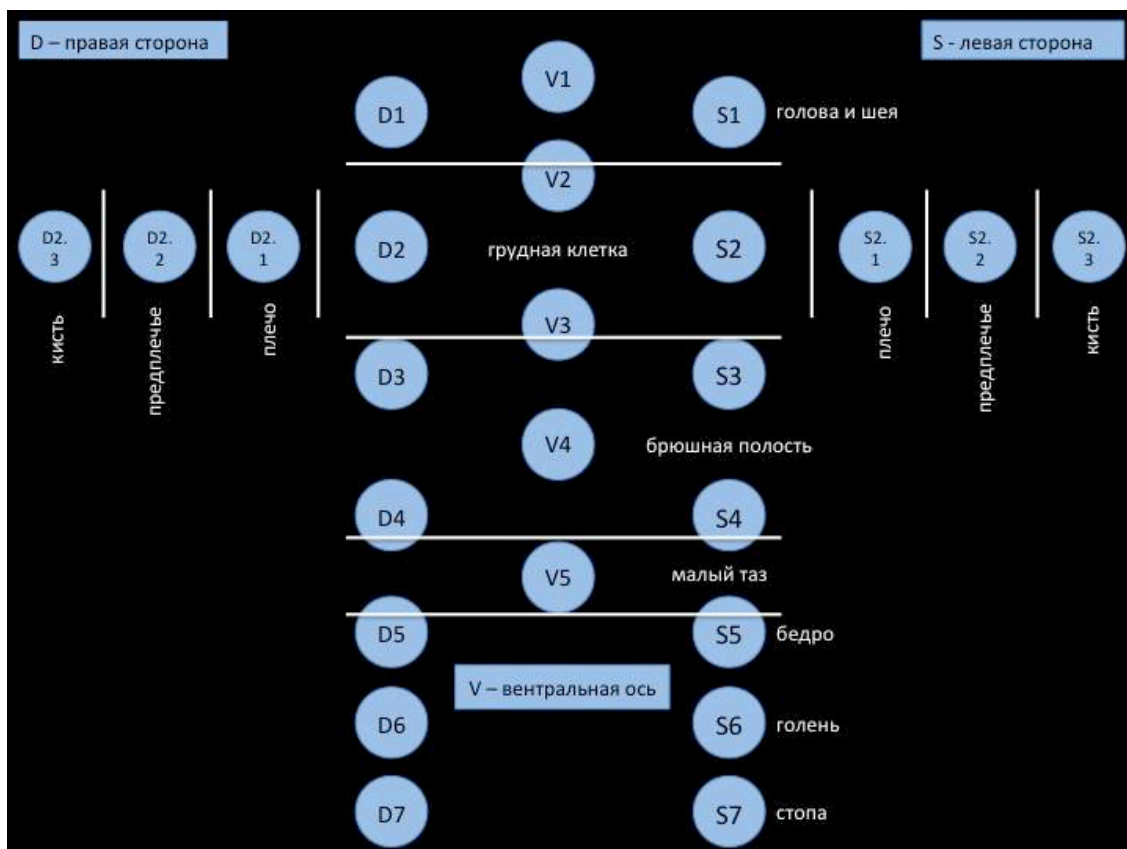 D – правая сторона
S - левая сторона
V1
D1
S1
голова и шея
V2
D2.
3
D2.
2
D2.
1
D2
грудная клетка
S2
S2.
1
S2.
2
S2.
3
кисть
предплечье
плечо
V3
плечо
предплечье
кисть
D3
S3
V4
брюшная полость
D4
S4
V5
малый таз
D5
S5
бедро
V – вентральная ось
D6
S6
голень
D7
S7
стопа